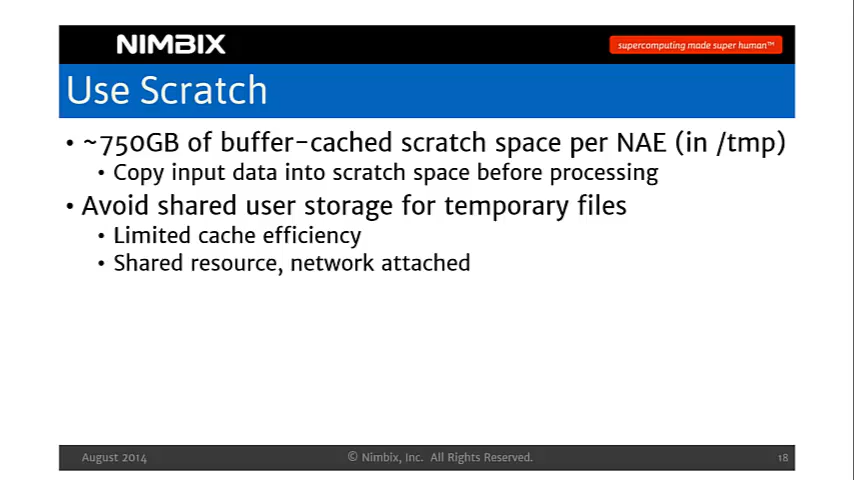 NIMBIX
supercomputing made super human™
Use Scratch
• ~750GB of buffer-cached scratch space per NAE (in /tmp)
• Copy input data into scratch space before processing
• Avoid shared user storage for temporary files
• Limited cache efficiency
• Shared resource, network attached
August 2014
© Nimbix, Inc. All Rights Reserved.
18